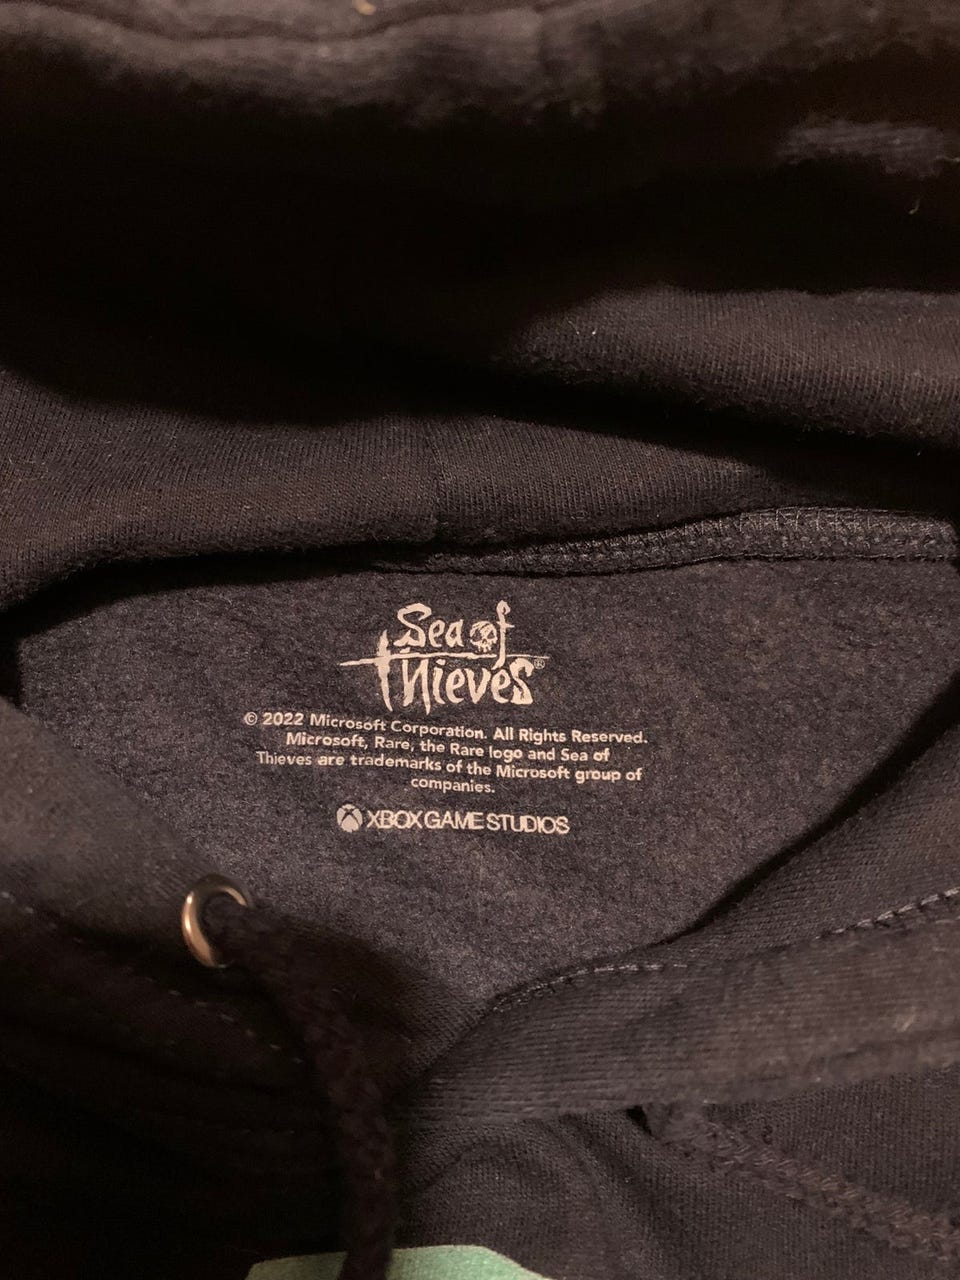 Sea of
Thieves®
© 2022 Microsoft Corporation. All Rights Reserved.
Microsoft, Rare, the Rare logo and Sea of
Thieves are trademarks of the Microsoft group of
companies.
XBOX GAME STUDIOS